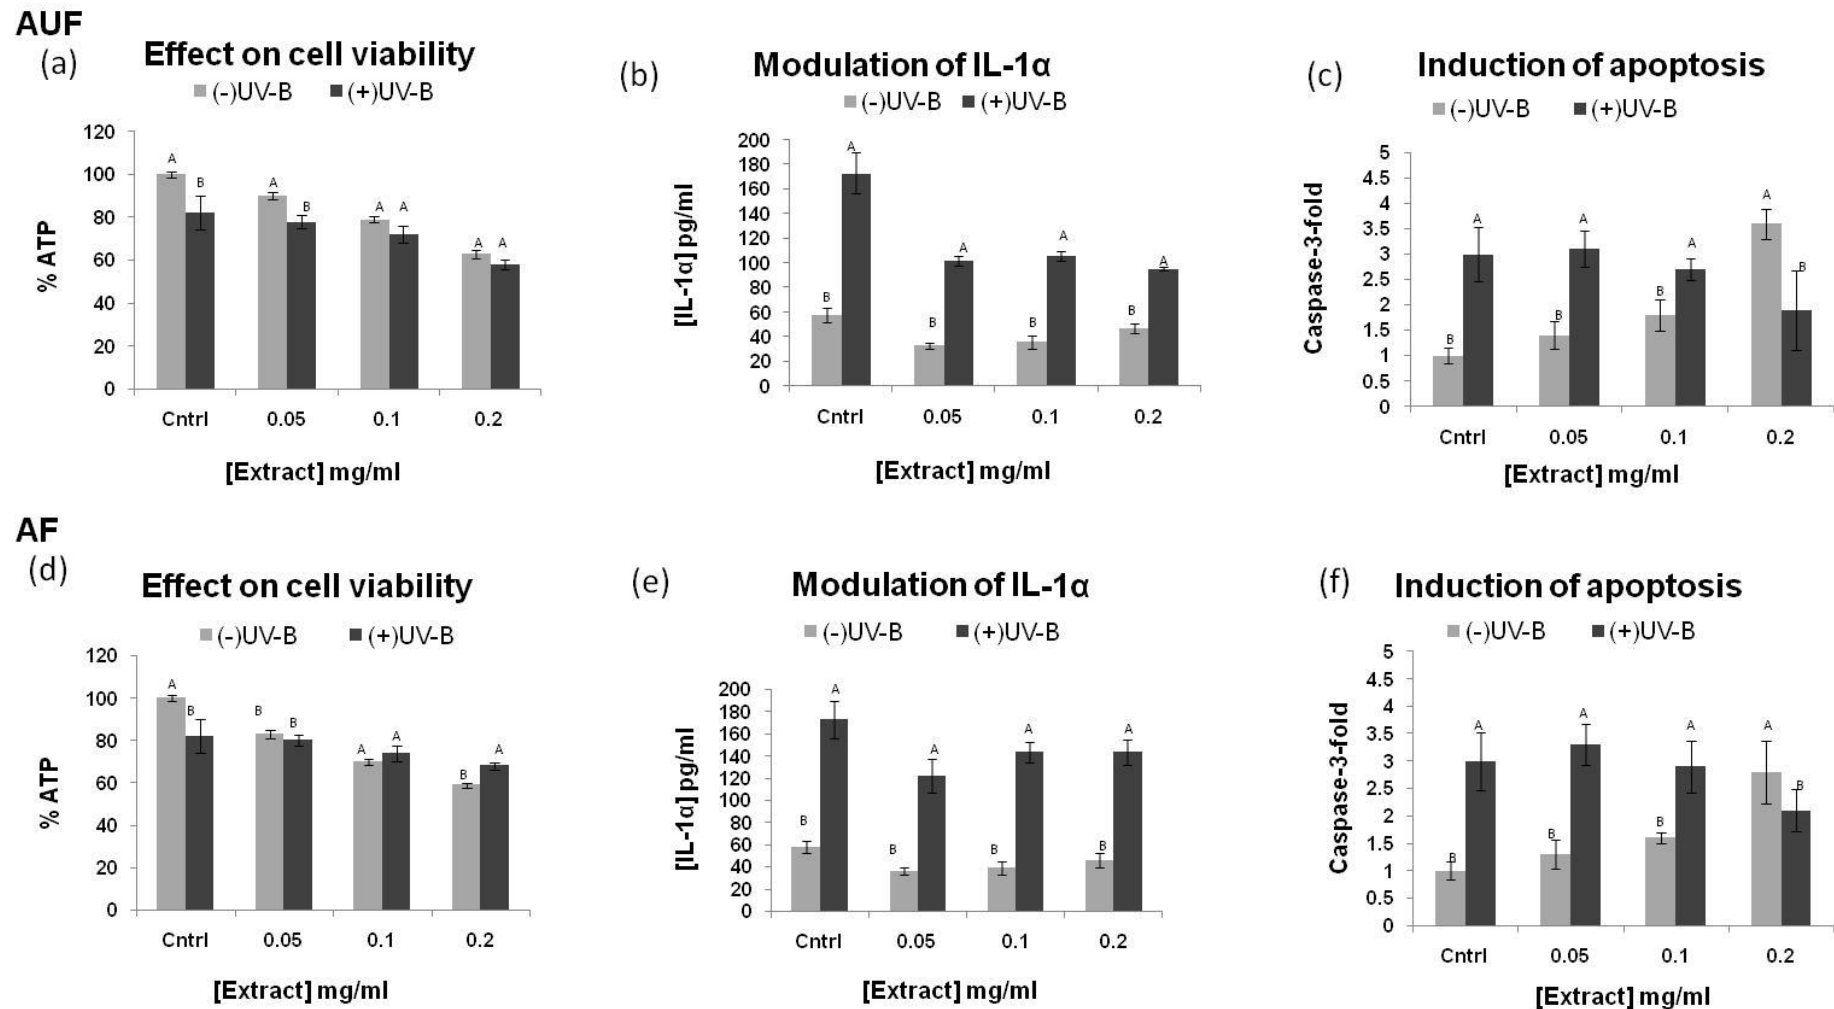 AUF
(a) Effect on cell viability
(-)UV-B (+)UV-B
120
100
80
60
40
20
0
% ATP
A B A B A A A A
Cntrl 0.05 0.1 0.2
[Extract] mg/ml
(b) Modulation of IL-1α
(-)UV-B (+)UV-B
200
180
160
140
120
100
80
60
40
20
0
[IL-1α] pg/ml
B A B A B A B A
Cntrl 0.05 0.1 0.2
[Extract] mg/ml
(c) Induction of apoptosis
(-)UV-B (+)UV-B
5
4.5
4
3.5
3
2.5
2
1.5
1
0.5
0
Caspase-3-fold
B A B A B A A B
Cntrl 0.05 0.1 0.2
[Extract] mg/ml
AF
(d) Effect on cell viability
(-)UV-B (+)UV-B
120
100
80
60
40
20
0
% ATP
A B B B A A B A
Cntrl 0.05 0.1 0.2
[Extract] mg/ml
(e) Modulation of IL-1α
(-)UV-B (+)UV-B
200
180
160
140
120
100
80
60
40
20
0
[IL-1α] pg/ml
B A B A B A B A
Cntrl 0.05 0.1 0.2
[Extract] mg/ml
(f) Induction of apoptosis
(-)UV-B (+)UV-B
5
4.5
4
3.5
3
2.5
2
1.5
1
0.5
0
Caspase-3-fold
B A B A B A A B
Cntrl 0.05 0.1 0.2
[Extract] mg/ml